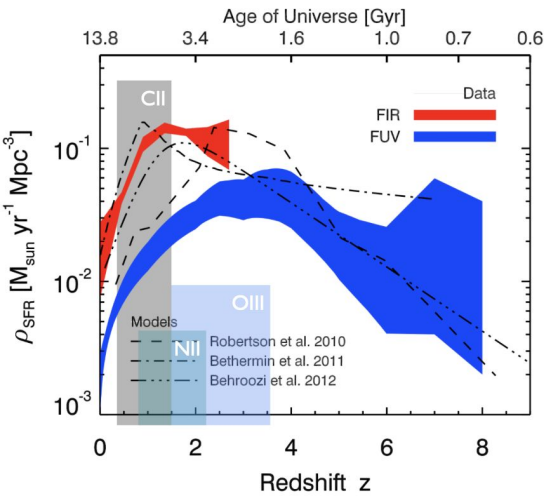 Age of Universe [Gyr]
13.8 3.4 1.6 0.7 0.6
CII
Data
FIR
FUV
10^-1
10^-2
10^-3
ρSFR [Msun yr^-1 Mpc^-3]
OIII
Models
NII
Robertson et al. 2010
Bethermin et al. 2011
Behroozi et al. 2012
0 2 4 6 8
Redshift z